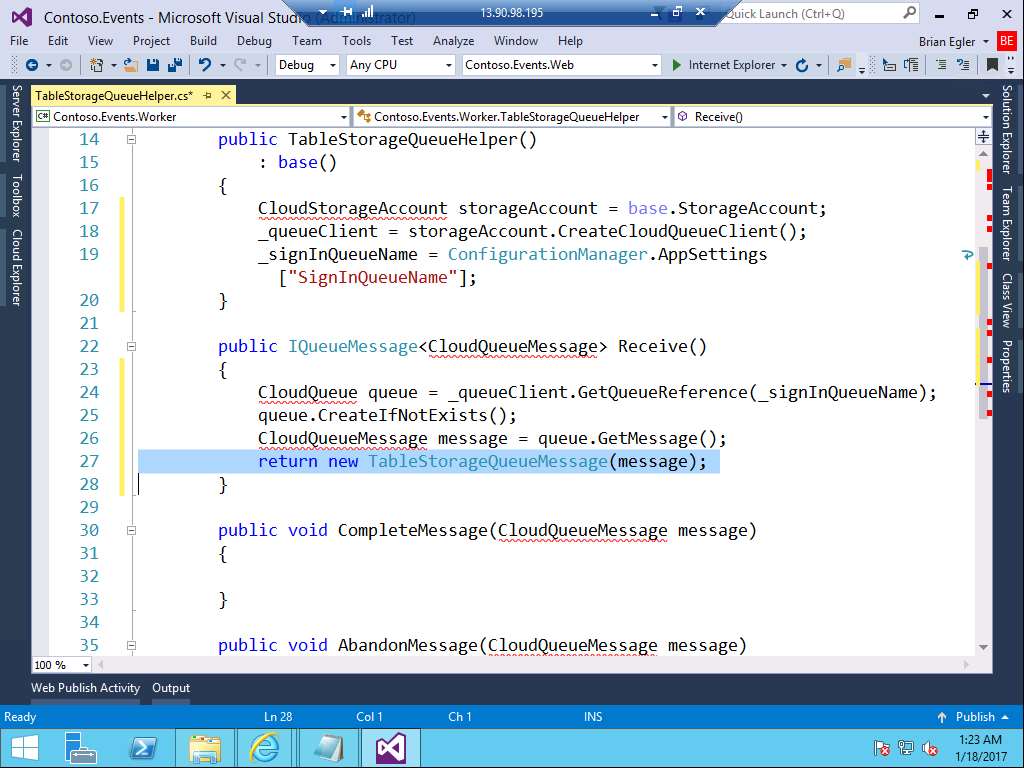 Contoso.Events - Microsoft Visual Studio (Administrator)
13.90.98.195
Quick Launch (Ctrl+Q)
File Edit View Project Build Debug Team Tools Test Analyze Window Help
Brian Egler BE
Debug Any CPU Contoso.Events.Web Internet Explorer
TableStorageQueueHelper.cs*
C# Contoso.Events.Worker Contoso.Events.Worker.TableStorageQueueHelper Receive()
Server Explorer
Toolbox
Cloud Explorer
14 public TableStorageQueueHelper()
15 : base()
16 {
17 CloudStorageAccount storageAccount = base.StorageAccount;
18 _queueClient = storageAccount.CreateCloudQueueClient();
19 _signInQueueName = ConfigurationManager.AppSettings
["SignInQueueName"];
20 }
21
22 public IQueueMessage<CloudQueueMessage> Receive()
23 {
24 CloudQueue queue = _queueClient.GetQueueReference(_signInQueueName);
25 queue.CreateIfNotExists();
26 CloudQueueMessage message = queue.GetMessage();
27 return new TableStorageQueueMessage(message);
28 }
29
30 public void CompleteMessage(CloudQueueMessage message)
31 {
32
33 }
34
35 public void AbandonMessage(CloudQueueMessage message)
Solution Explorer
Team Explorer
Class View
Properties
100 %
Web Publish Activity Output
Ready Ln 28 Col 1 Ch 1 INS Publish
1:23 AM
1/18/2017